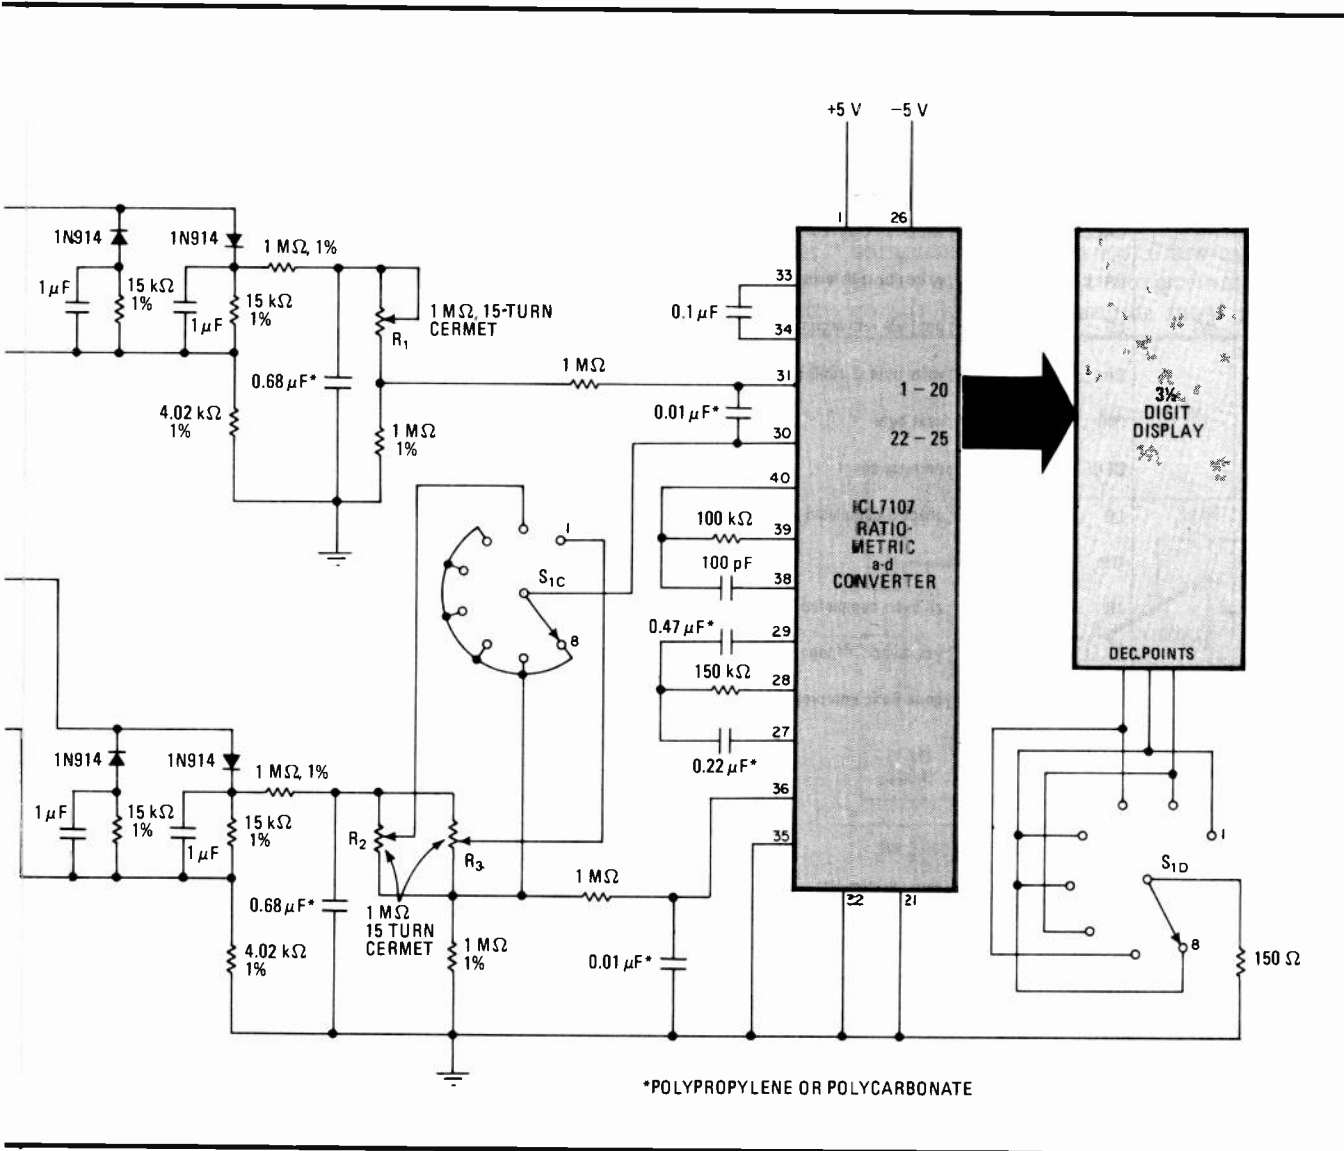 +5 V
−5 V
1
26
1N914
1N914
1 MΩ, 1%
1 μF
15 kΩ
1%
15 kΩ
1%
1 μF
1 MΩ, 15-TURN
CERMET
R1
0.68 μF*
4.02 kΩ
1%
1 MΩ
1%
1 MΩ
0.01 μF*
0.1 μF
33
34
31
30
40
39
38
29
28
27
36
35
100 kΩ
100 pF
0.47 μF*
150 kΩ
0.22 μF*
1 – 20
22 – 25
ICL7107
RATIO-
METRIC
a-d
CONVERTER
3½
DIGIT
DISPLAY
DEC. POINTS
1
S1C
8
1N914
1N914
1 MΩ, 1%
1 μF
15 kΩ
1%
15 kΩ
1%
1 μF
R2
R3
1 MΩ
15 TURN
CERMET
0.68 μF*
4.02 kΩ
1%
1 MΩ
1%
1 MΩ
0.01 μF*
32
21
1
S1D
8
150 Ω
*POLYPROPYLENE OR POLYCARBONATE